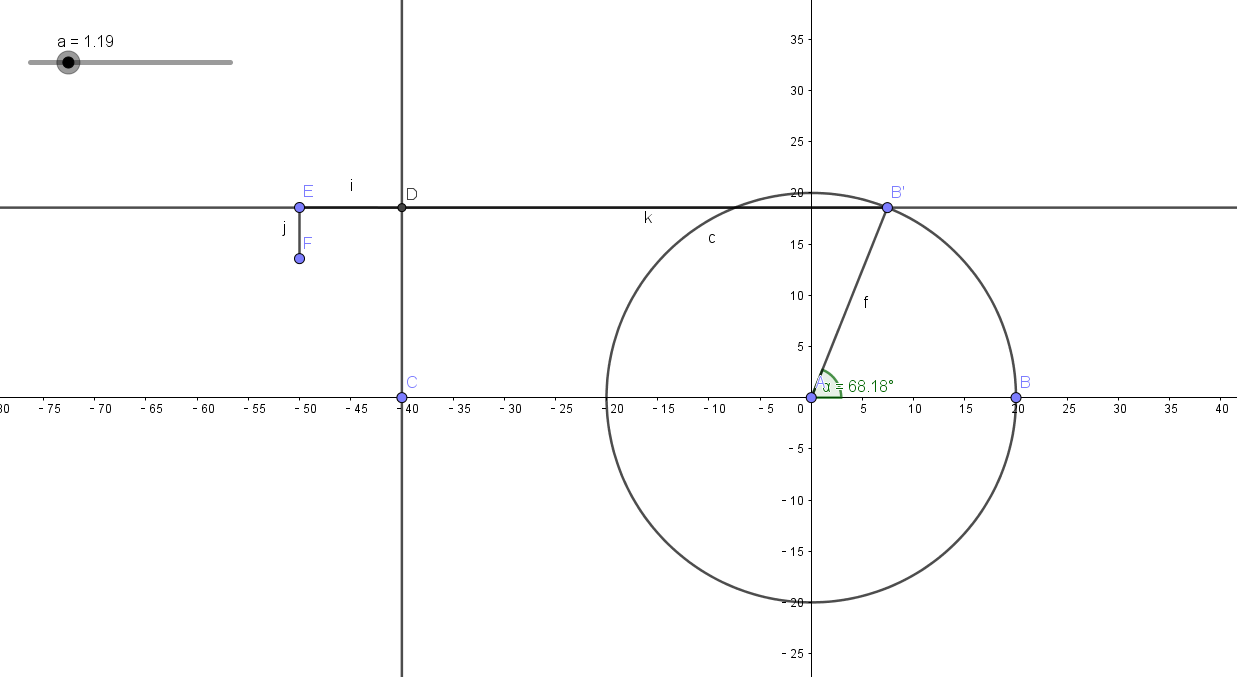 a = 1.19
35
30
25
20
E
i
D
B'
j
k
c
F
15
10
f
5
C
A
α = 68.18°
B
80 - 75 - 70 - 65 - 60 - 55 - 50 - 45 - 40 - 35 - 30 - 25 - 20 - 15 - 10 - 5 0 5 10 15 20 25 30 35 40
- 5
- 10
- 15
- 20
- 25